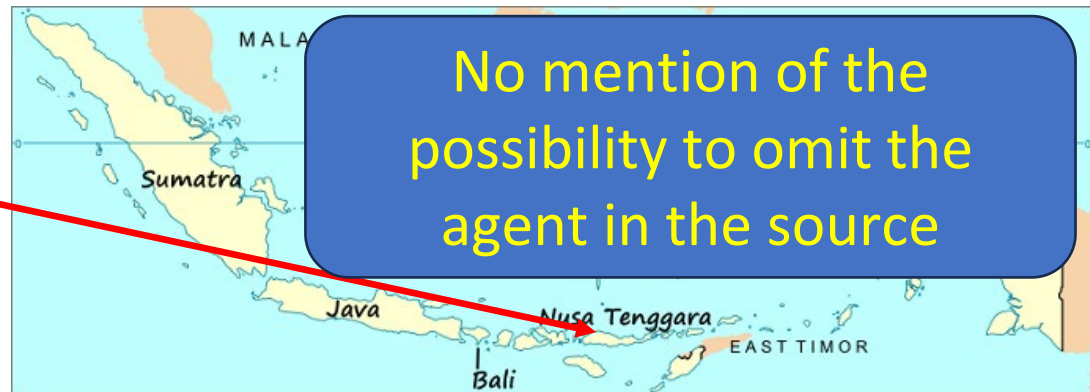 MALA
No mention of the
possibility to omit the
agent in the source
Sumatra
Java
Nusa Tenggara
EAST TIMOR
Bali